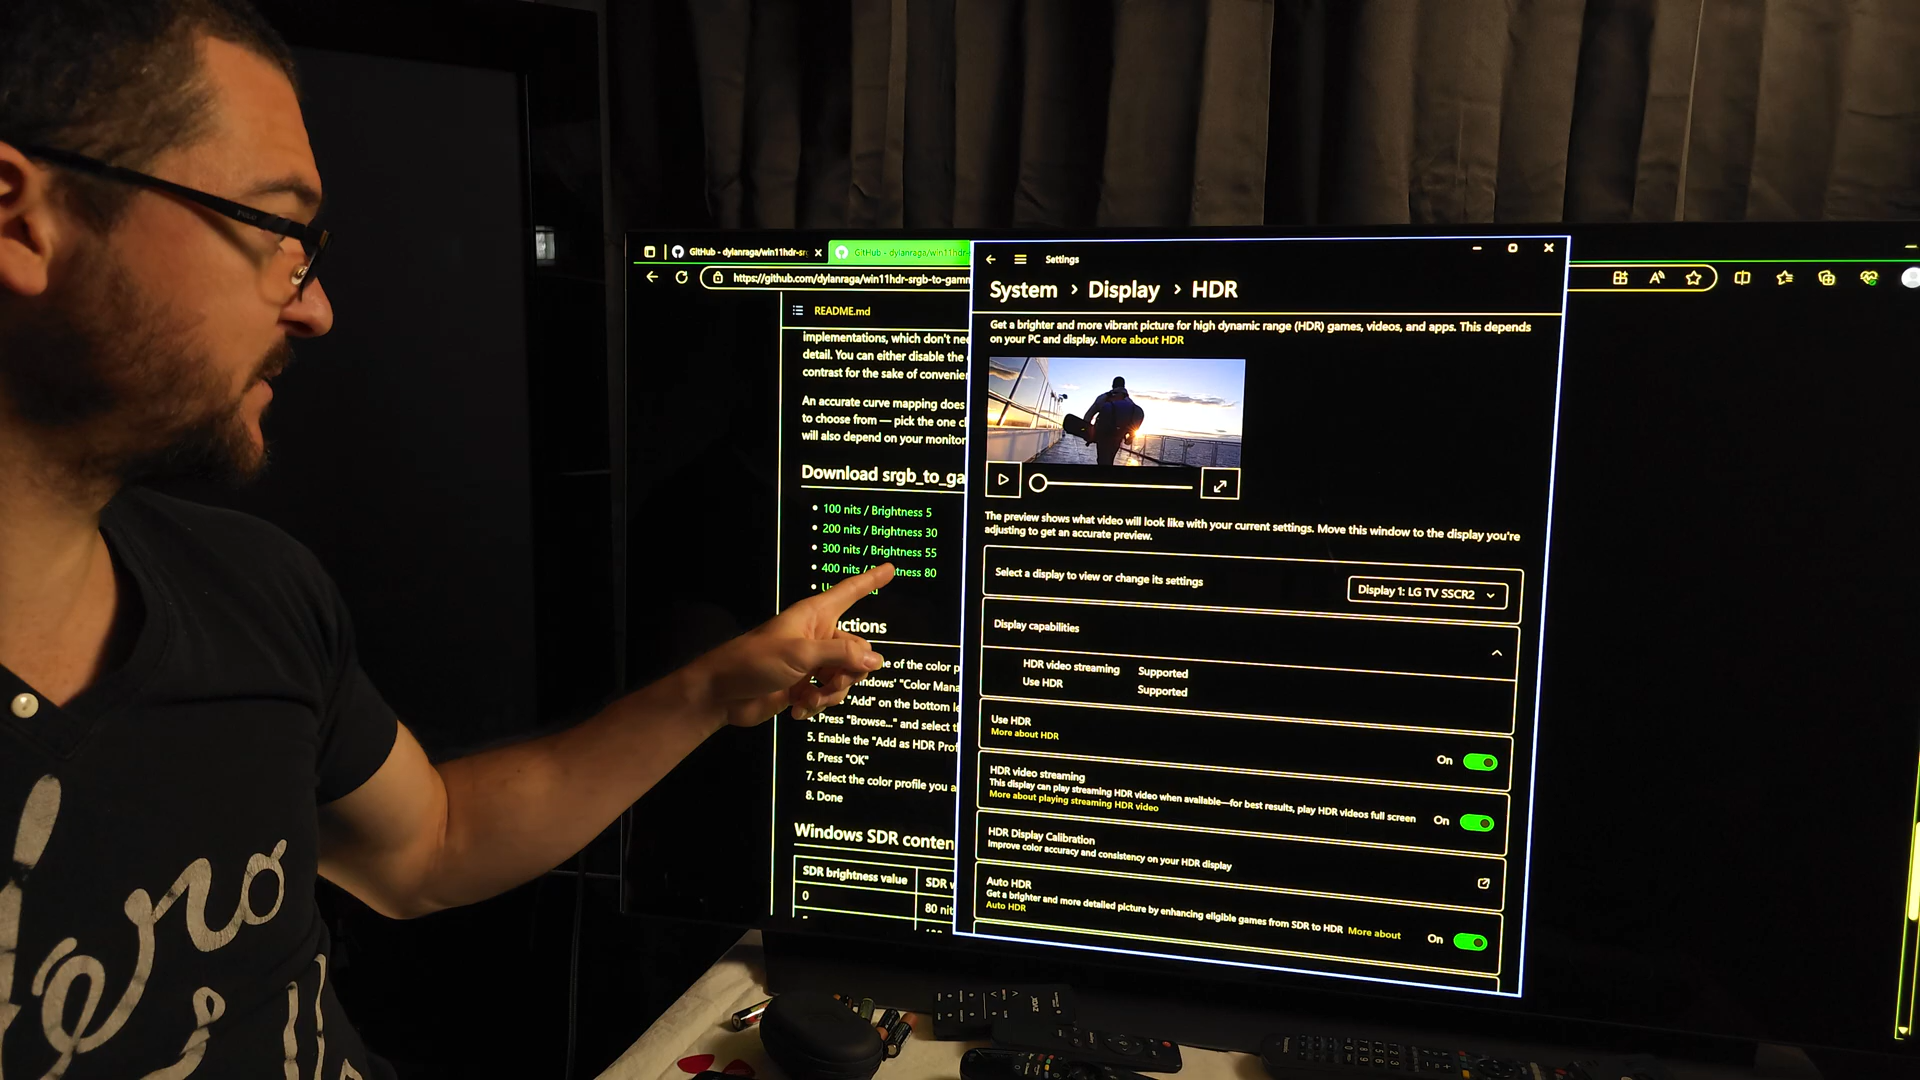 GitHub - dylanraga/win11hdr-sr
GitHub - dylanraga/win11hdr-
https://github.com/dylanraga/win11hdr-srgb-to-gamm
README.md
implementations, which don't ne
detail. You can either disable the
contrast for the sake of convenie
An accurate curve mapping does
to choose from — pick the one cl
will also depend on your monitor
Download srgb_to_ga
100 nits / Brightness 5
200 nits / Brightness 30
300 nits / Brightness 55
400 nits / B tness 80
uctions
ne of the color p
indows' "Color Mana
"Add" on the bottom le
4. Press "Browse..." and select t
5. Enable the "Add as HDR Prof
6. Press "OK"
7. Select the color profile you a
8. Done
Windows SDR conten
SDR brightness value
SDR w
0
80 nit
Settings
System > Display > HDR
Get a brighter and more vibrant picture for high dynamic range (HDR) games, videos, and apps. This depends
on your PC and display. More about HDR
The preview shows what video will look like with your current settings. Move this window to the display you're
adjusting to get an accurate preview.
Select a display to view or change its settings
Display 1: LG TV SSCR2
Display capabilities
HDR video streaming Supported
Use HDR Supported
Use HDR
More about HDR
On
HDR video streaming
This display can play streaming HDR video when available—for best results, play HDR videos full screen
More about playing streaming HDR video
On
HDR Display Calibration
Improve color accuracy and consistency on your HDR display
Auto HDR
Get a brighter and more detailed picture by enhancing eligible games from SDR to HDR More about
Auto HDR
On